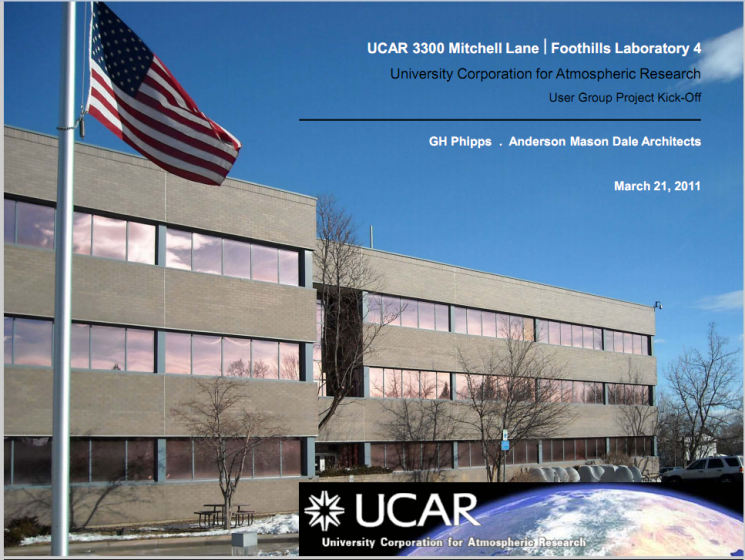 UCAR 3300 Mitchell Lane | Foothills Laboratory 4
University Corporation for Atmospheric Research
User Group Project Kick-Off
GH Phipps . Anderson Mason Dale Architects
March 21, 2011
UCAR
University Corporation for Atmospheric Research